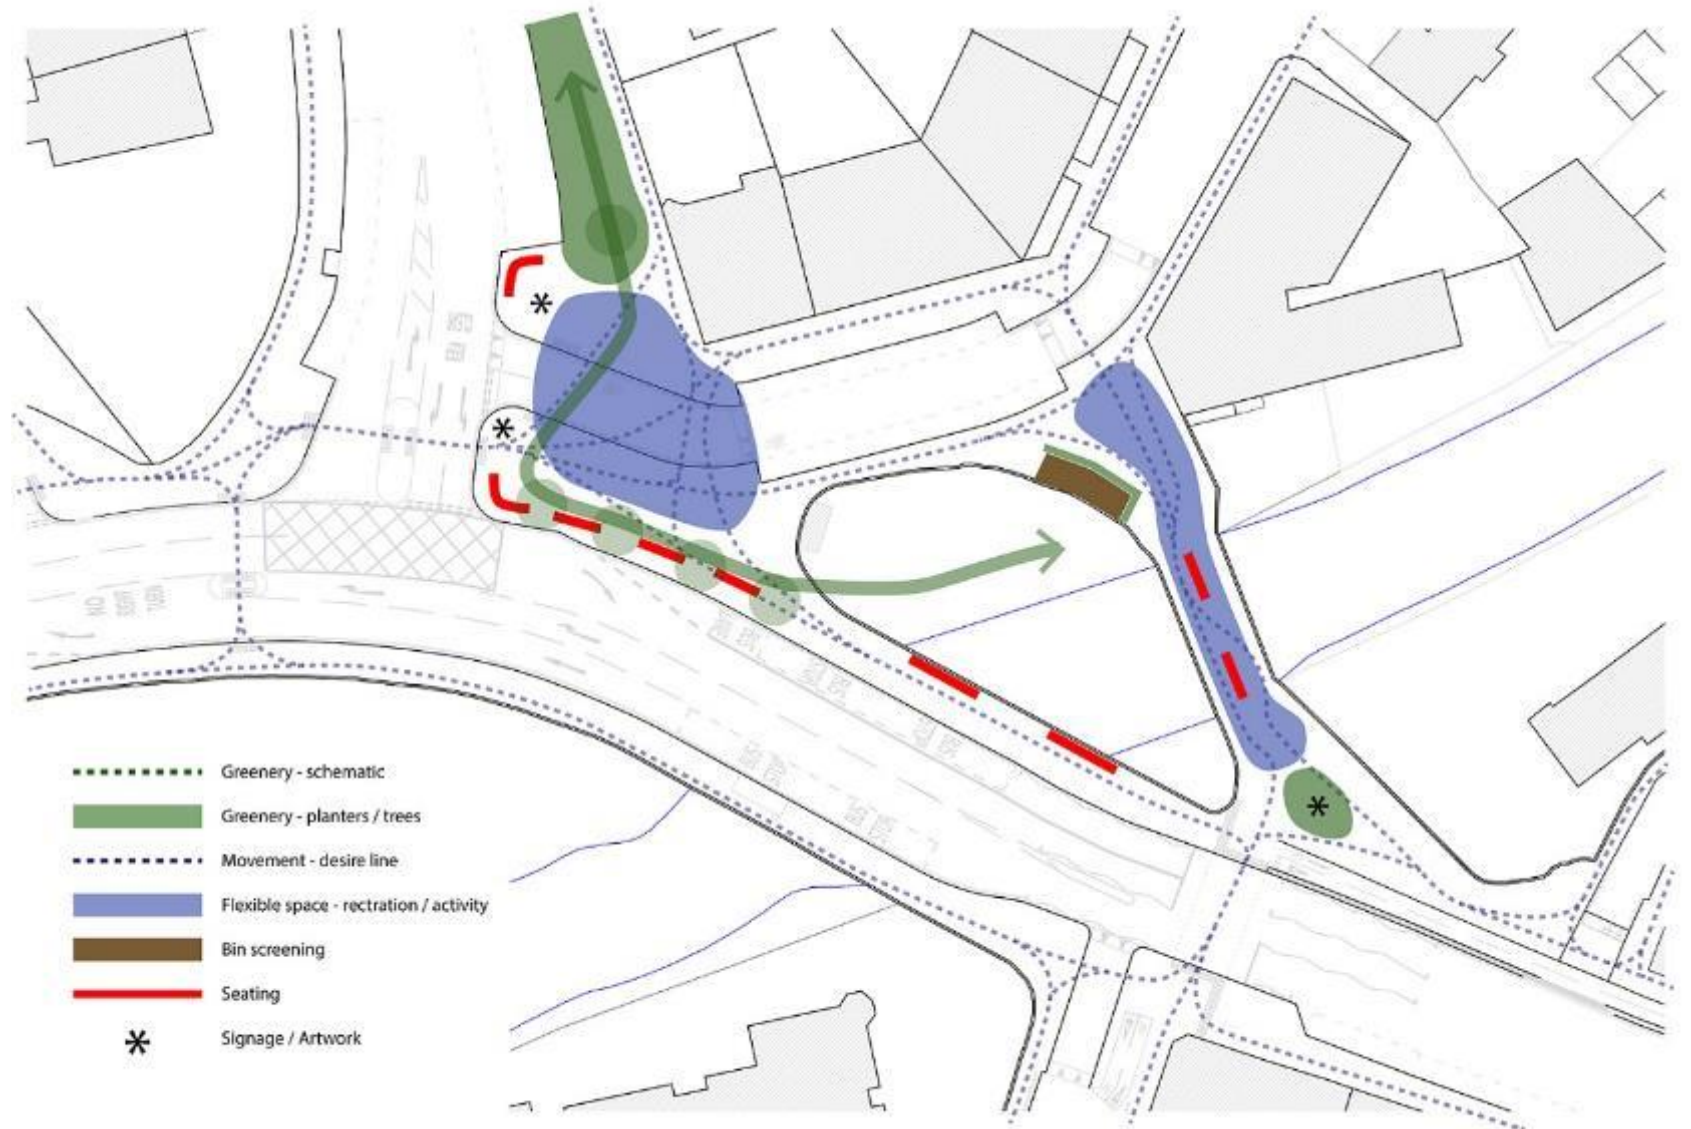 Greenery - schematic
Greenery - planters / trees
Movement - desire line
Flexible space - rectration / activity
Bin screening
Seating
Signage / Artwork